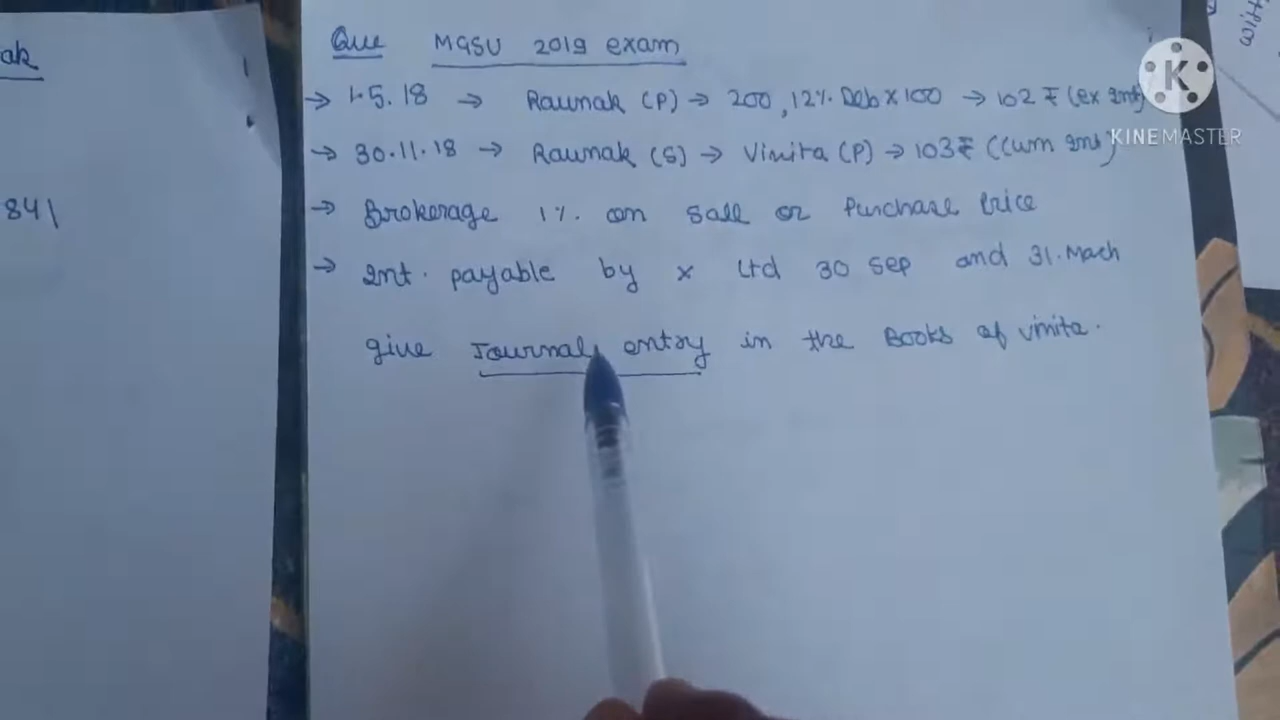 ak
841
Que MGSU 2019 exam
→ 1.5.18 → Raunak (P) → 200, 12% Deb x 100 → 102 ₹ (ex Int)
→ 30.11.18 → Raunak (S) → Vinita (P) → 103 ₹ (Cum Int)
→ Brokerage 1% on Sall or Purchase Price
→ Int. payable by x Ltd 30 Sep and 31. Mach
give Journal entry in the Books of Vinita.
K
KINEMASTER